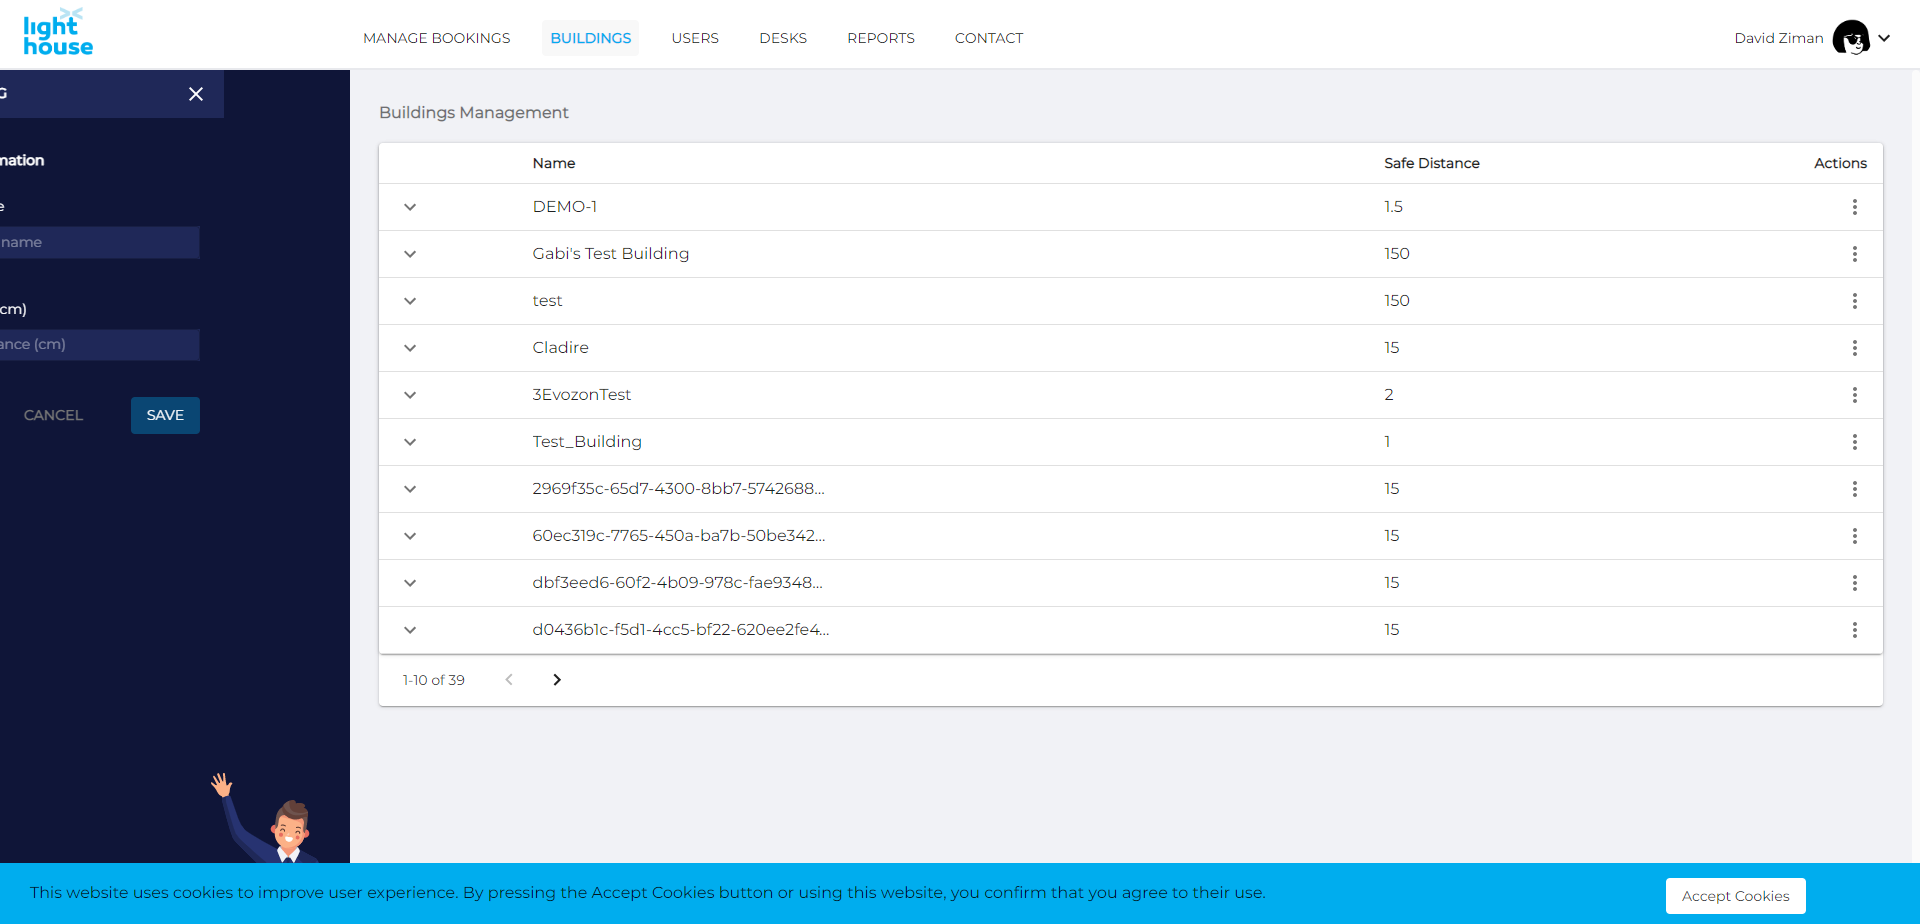 light
house
MANAGE BOOKINGS BUILDINGS USERS DESKS REPORTS CONTACT
David Ziman
G
mation
e
name
cm)
ance (cm)
CANCEL SAVE
Buildings Management
Name Safe Distance Actions
DEMO-1 1.5
Gabi's Test Building 150
test 150
Cladire 15
3EvozonTest 2
Test_Building 1
2969f35c-65d7-4300-8bb7-5742688... 15
60ec319c-7765-450a-ba7b-50be342... 15
dbf3eed6-60f2-4b09-978c-fae9348... 15
d0436b1c-f5d1-4cc5-bf22-620ee2fe4... 15
1-10 of 39
This website uses cookies to improve user experience. By pressing the Accept Cookies button or using this website, you confirm that you agree to their use.
Accept Cookies